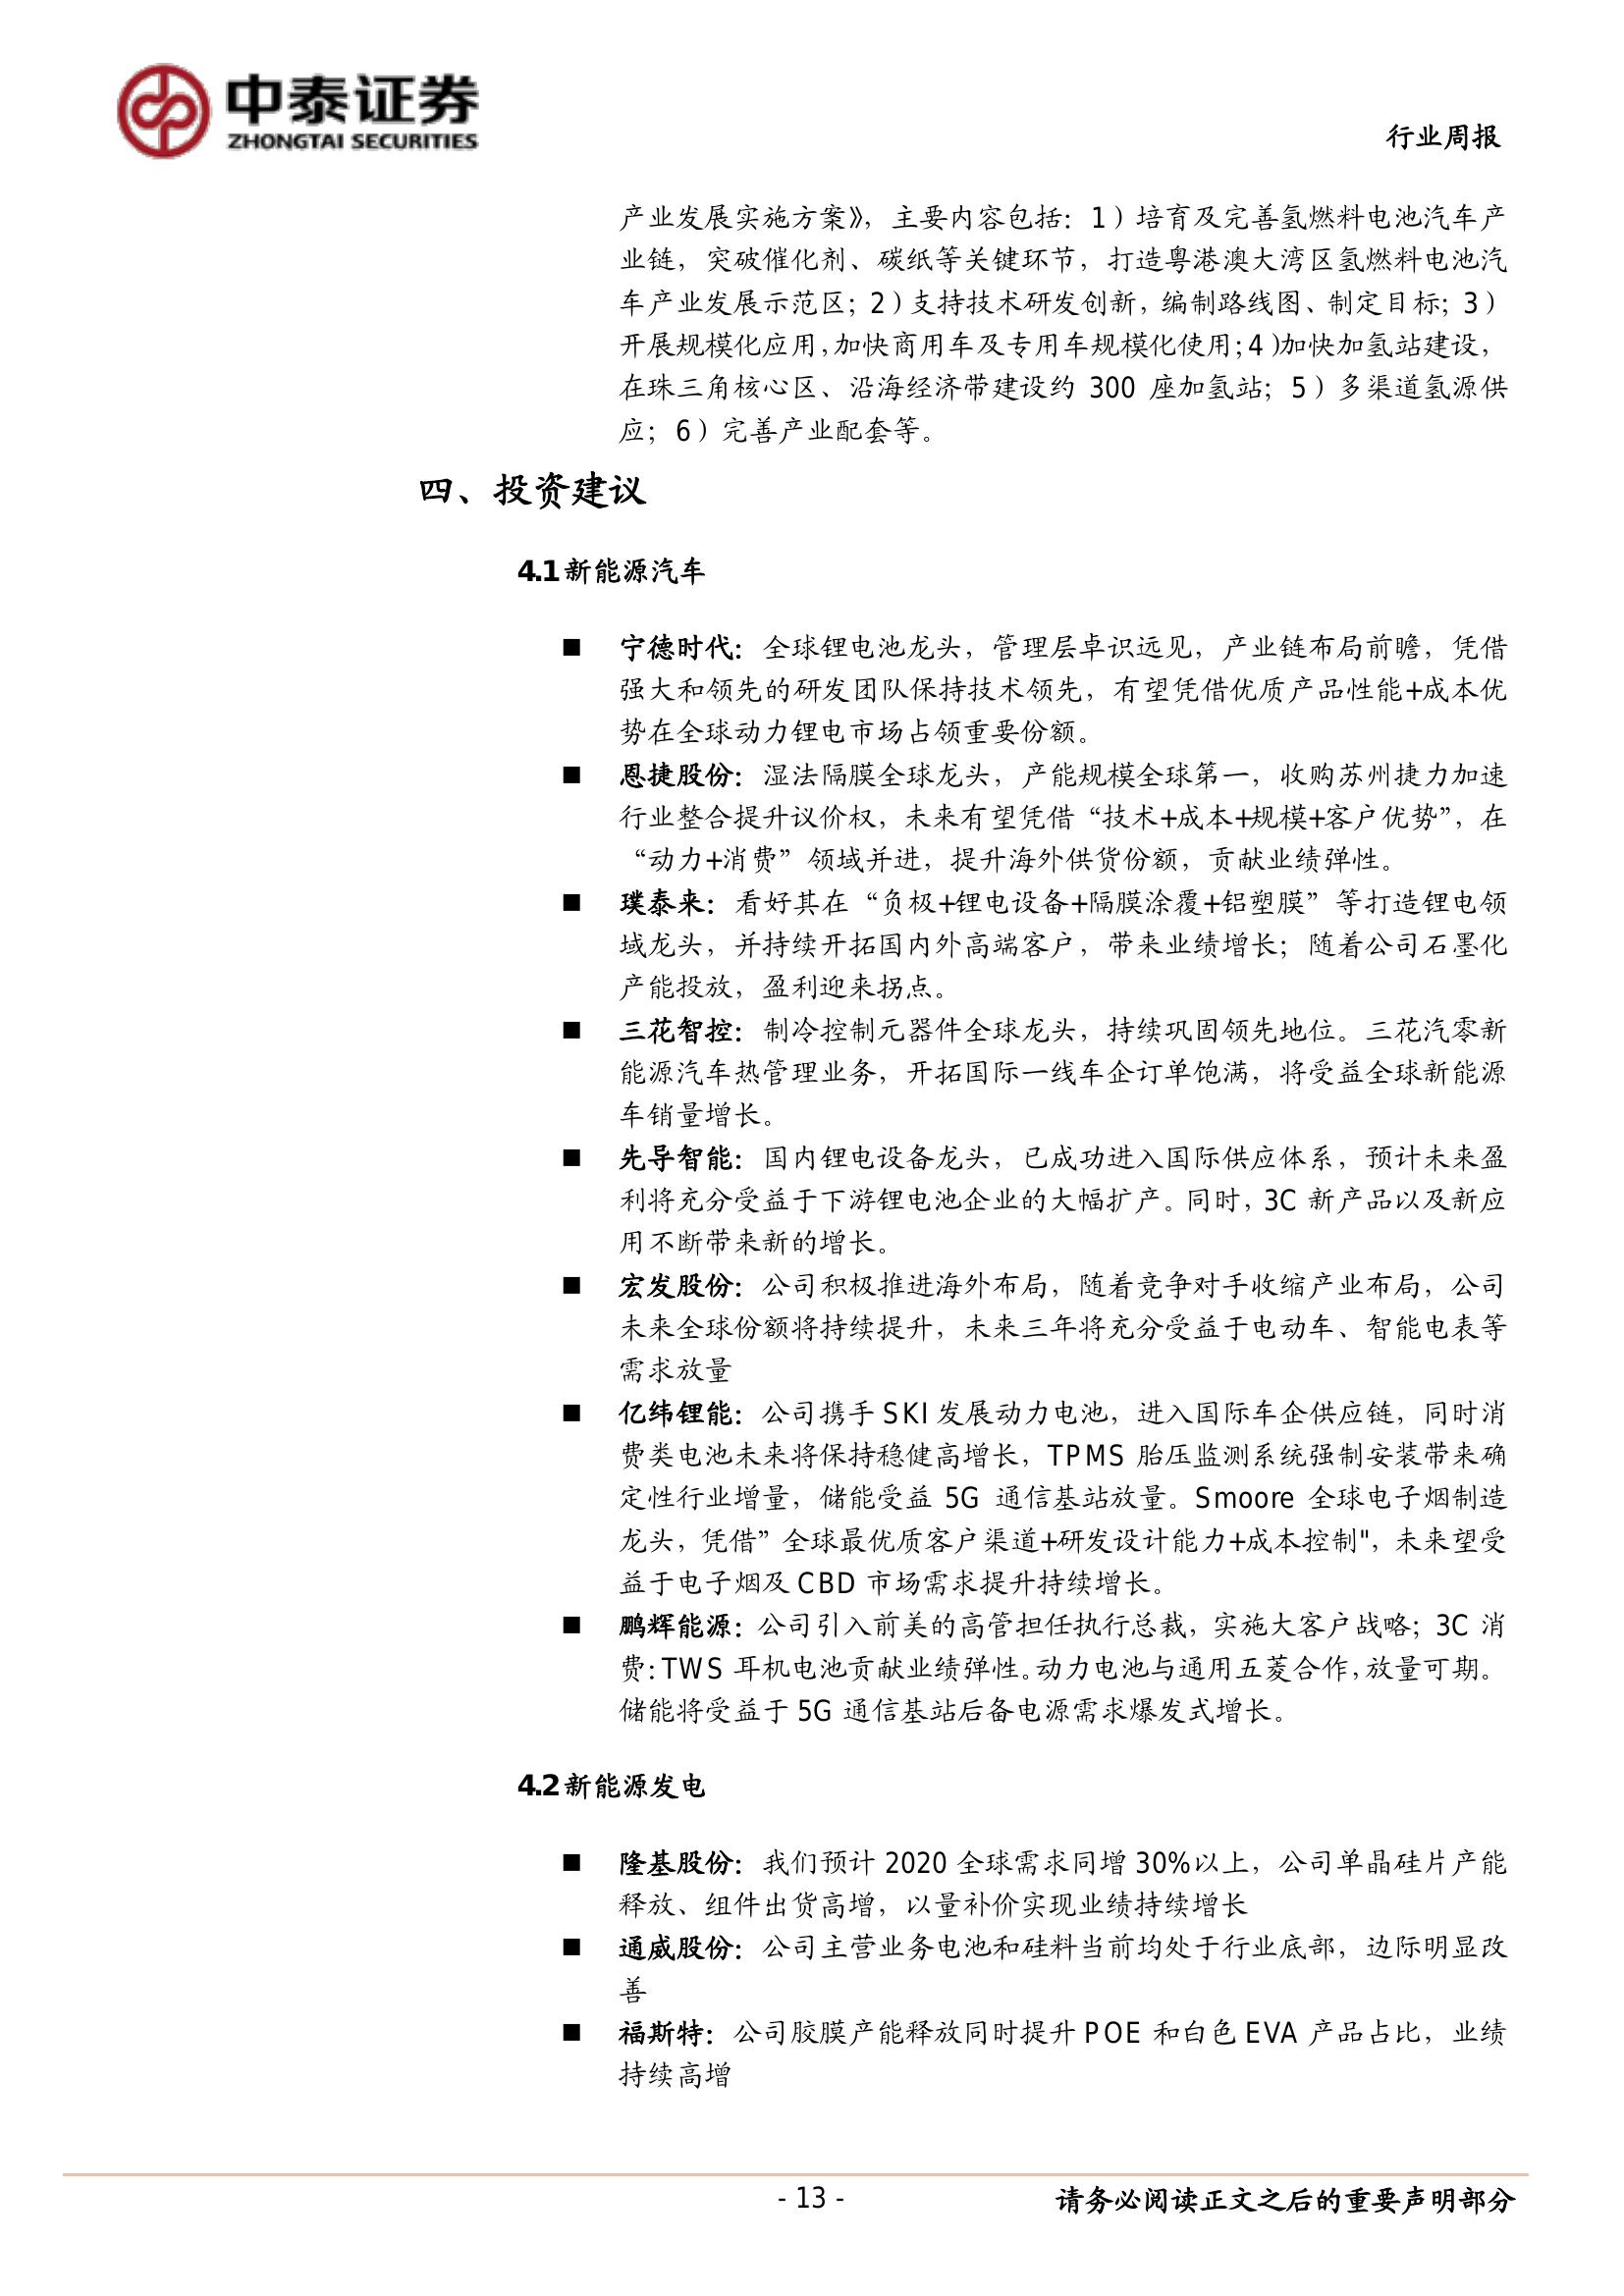 中泰证券
ZHONGTAI SECURITIES
行业周报
产业发展实施方案》，主要内容包括：1）培育及完善氢燃料电池汽车产
业链，突破催化剂、碳纸等关键环节，打造粤港澳大湾区氢燃料电池汽
车产业发展示范区；2）支持技术研发创新，编制路线图、制定目标；3）
开展规模化应用，加快商用车及专用车规模化使用；4）加快加氢站建设，
在珠三角核心区、沿海经济带建设约 300 座加氢站；5）多渠道氢源供
应；6）完善产业配套等。
四、投资建议
4.1 新能源汽车
■ 宁德时代：全球锂电池龙头，管理层卓识远见，产业链布局前瞻，凭借
强大和领先的研发团队保持技术领先，有望凭借优质产品性能+成本优
势在全球动力锂电市场占领重要份额。
■ 恩捷股份：湿法隔膜全球龙头，产能规模全球第一，收购苏州捷力加速
行业整合提升议价权，未来有望凭借“技术+成本+规模+客户优势”，在
“动力+消费”领域并进，提升海外供货份额，贡献业绩弹性。
■ 璞泰来：看好其在“负极+锂电设备+隔膜涂覆+铝塑膜”等打造锂电领
域龙头，并持续开拓国内外高端客户，带来业绩增长；随着公司石墨化
产能投放，盈利迎来拐点。
■ 三花智控：制冷控制元器件全球龙头，持续巩固领先地位。三花汽零新
能源汽车热管理业务，开拓国际一线车企订单饱满，将受益全球新能源
车销量增长。
■ 先导智能：国内锂电设备龙头，已成功进入国际供应体系，预计未来盈
利将充分受益于下游锂电池企业的大幅扩产。同时，3C 新产品以及新应
用不断带来新的增长。
■ 宏发股份：公司积极推进海外布局，随着竞争对手收缩产业布局，公司
未来全球份额将持续提升，未来三年将充分受益于电动车、智能电表等
需求放量
■ 亿纬锂能：公司携手 SKI 发展动力电池，进入国际车企供应链，同时消
费类电池未来将保持稳健高增长，TPMS 胎压监测系统强制安装带来确
定性行业增量，储能受益 5G 通信基站放量。Smoore 全球电子烟制造
龙头，凭借”全球最优质客户渠道+研发设计能力+成本控制"，未来望受
益于电子烟及 CBD 市场需求提升持续增长。
■ 鹏辉能源：公司引入前美的高管担任执行总裁，实施大客户战略；3C 消
费：TWS 耳机电池贡献业绩弹性。动力电池与通用五菱合作，放量可期。
储能将受益于 5G 通信基站后备电源需求爆发式增长。
4.2 新能源发电
■ 隆基股份：我们预计 2020 全球需求同增 30%以上，公司单晶硅片产能
释放、组件出货高增，以量补价实现业绩持续增长
■ 通威股份：公司主营业务电池和硅料当前均处于行业底部，边际明显改
善
■ 福斯特：公司胶膜产能释放同时提升 POE 和白色 EVA 产品占比，业绩
持续高增
- 13 -
请务必阅读正文之后的重要声明部分